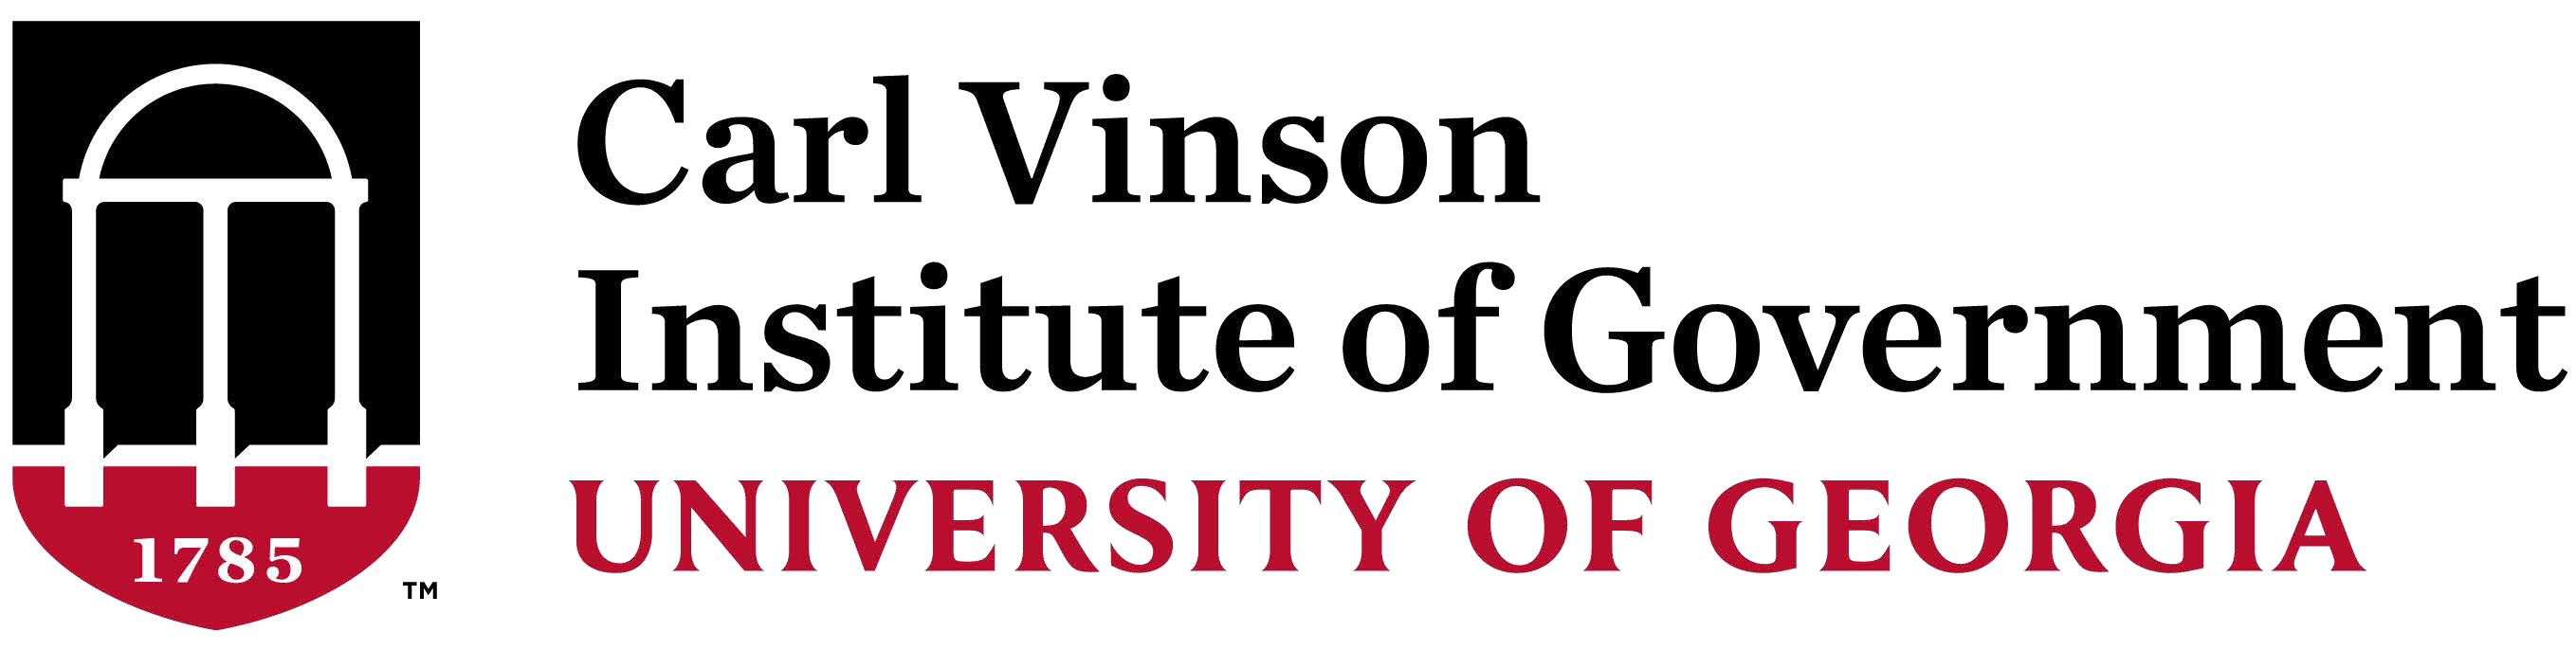 1785
TM
Carl Vinson
Institute of Government
UNIVERSITY OF GEORGIA